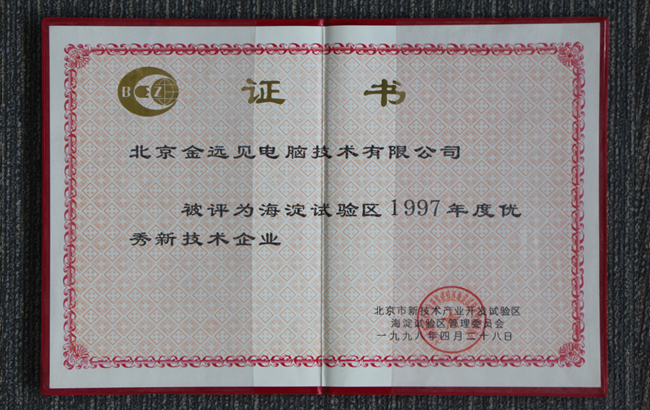 BEZ
证 书
北京金远见电脑技术有限公司
被评为海淀试验区1997年度优
秀新技术企业
北京市新技术产业开发试验区
海淀试验区管理委员会
一九九八年四月二十八日